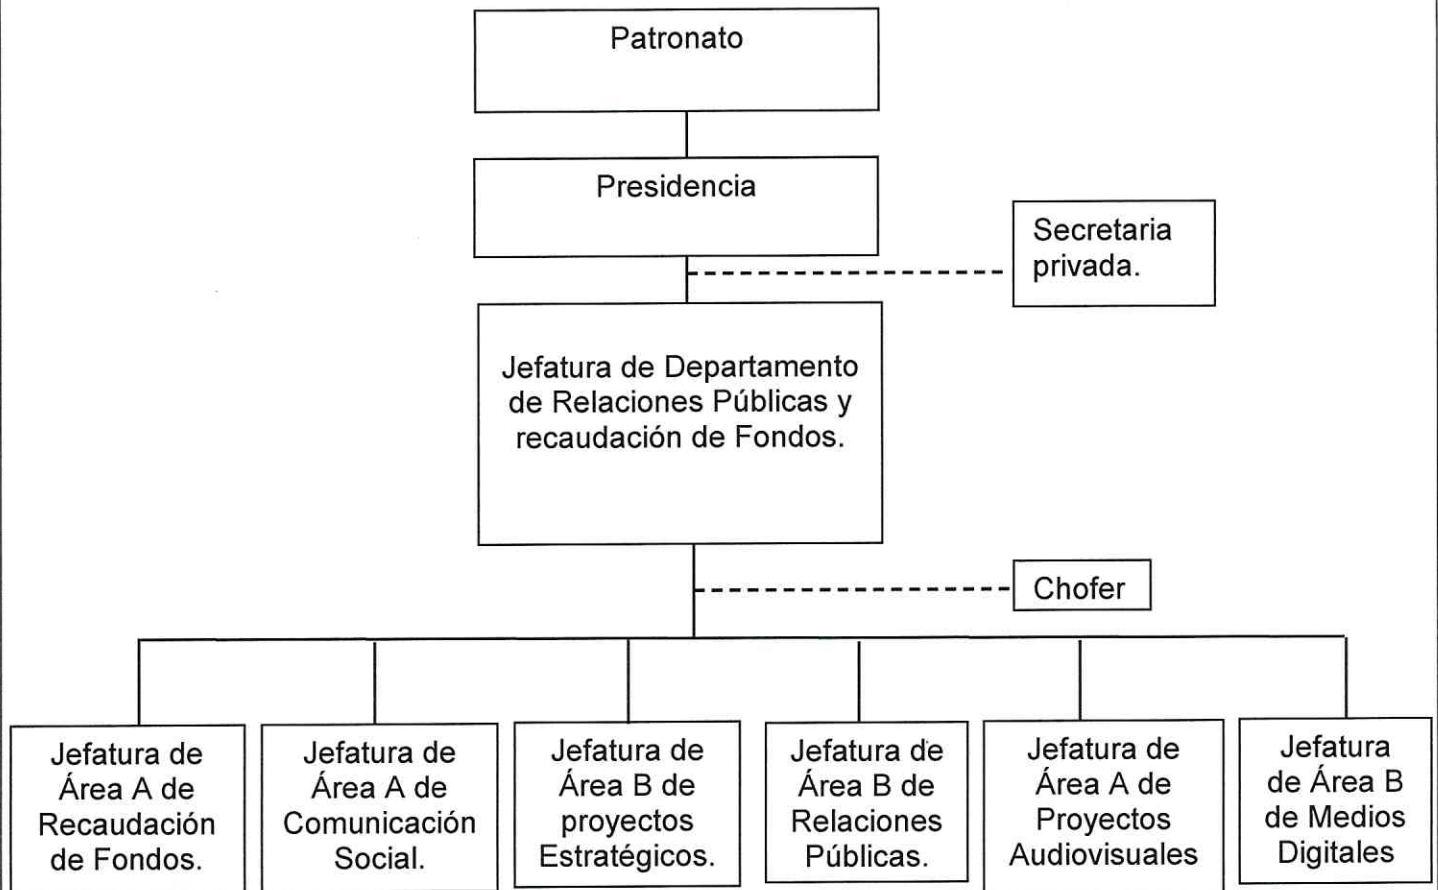 Patronato
Presidencia
Secretaria
privada.
Jefatura de Departamento
de Relaciones Públicas y
recaudación de Fondos.
Chofer
Jefatura de
Área A de
Recaudación
de Fondos.
Jefatura de
Área A de
Comunicación
Social.
Jefatura de
Área B de
proyectos
Estratégicos.
Jefatura de
Área B de
Relaciones
Públicas.
Jefatura de
Área A de
Proyectos
Audiovisuales
Jefatura
de Área B
de Medios
Digitales